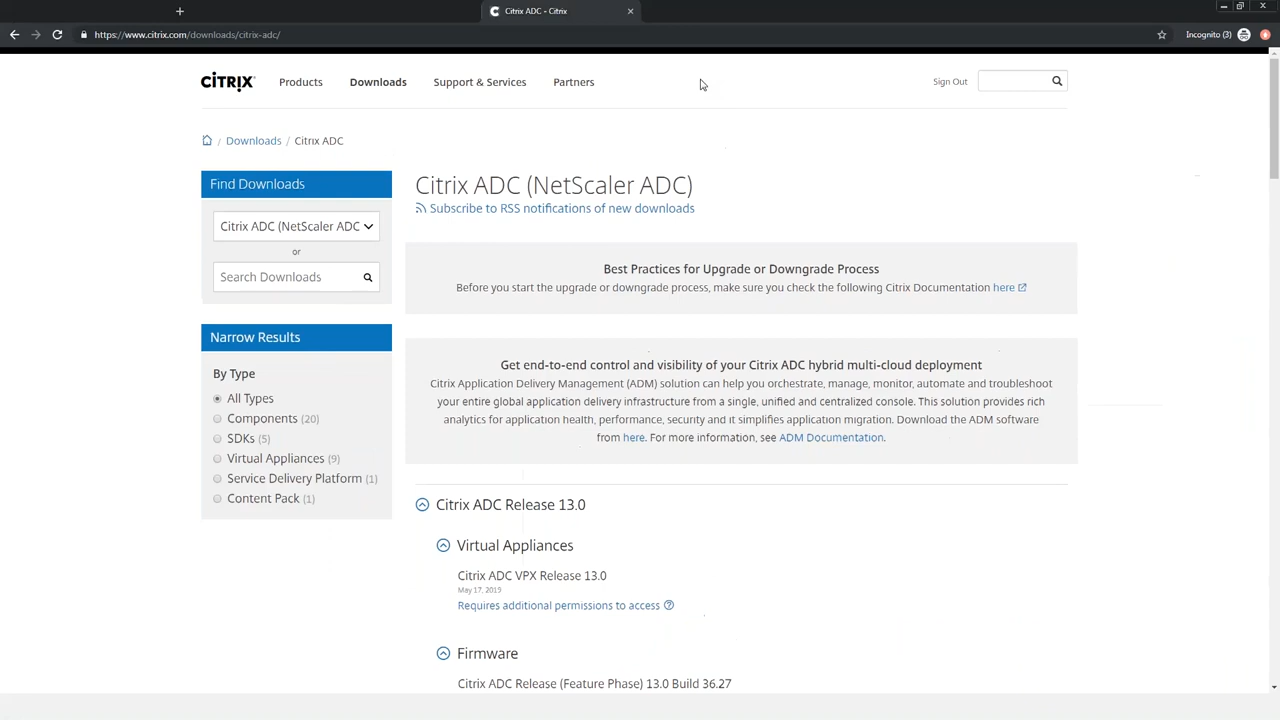 Citrix ADC - Citrix
https://www.citrix.com/downloads/citrix-adc/
Incognito (3)
CİTRIX
Products
Downloads
Support & Services
Partners
Sign Out
/ Downloads / Citrix ADC
Find Downloads
Citrix ADC (NetScaler ADC
or
Search Downloads
Narrow Results
By Type
All Types
Components (20)
SDKs (5)
Virtual Appliances (9)
Service Delivery Platform (1)
Content Pack (1)
Citrix ADC (NetScaler ADC)
Subscribe to RSS notifications of new downloads
Best Practices for Upgrade or Downgrade Process
Before you start the upgrade or downgrade process, make sure you check the following Citrix Documentation here
Get end-to-end control and visibility of your Citrix ADC hybrid multi-cloud deployment
Citrix Application Delivery Management (ADM) solution can help you orchestrate, manage, monitor, automate and troubleshoot
your entire global application delivery infrastructure from a single, unified and centralized console. This solution provides rich
analytics for application health, performance, security and it simplifies application migration. Download the ADM software
from here. For more information, see ADM Documentation.
Citrix ADC Release 13.0
Virtual Appliances
Citrix ADC VPX Release 13.0
May 17, 2019
Requires additional permissions to access
Firmware
Citrix ADC Release (Feature Phase) 13.0 Build 36.27